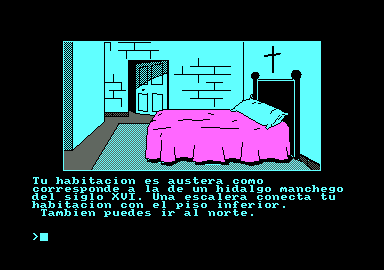 Tu habitacion es austera como
corresponde a la de un hidalgo manchego
del siglo XVI. Una escalera conecta tu
habitacion con el piso inferior.
Tambien puedes ir al norte.
>